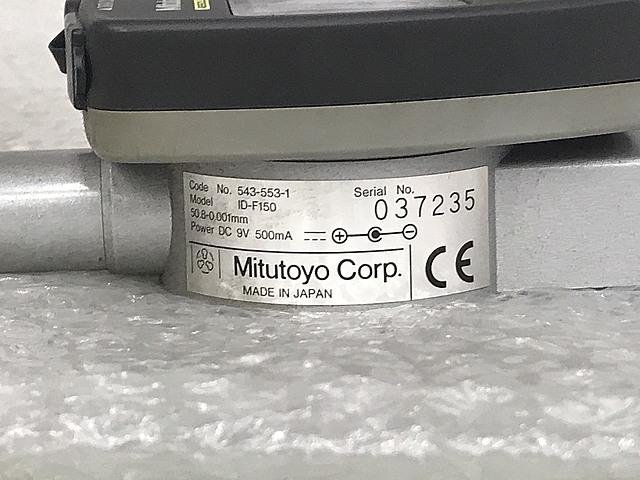 Code No. 543-553-1
Model ID-F150
50.8-0.001mm
Power DC 9V 500mA
Serial No.
037235
Mitutoyo Corp.
MADE IN JAPAN
CE